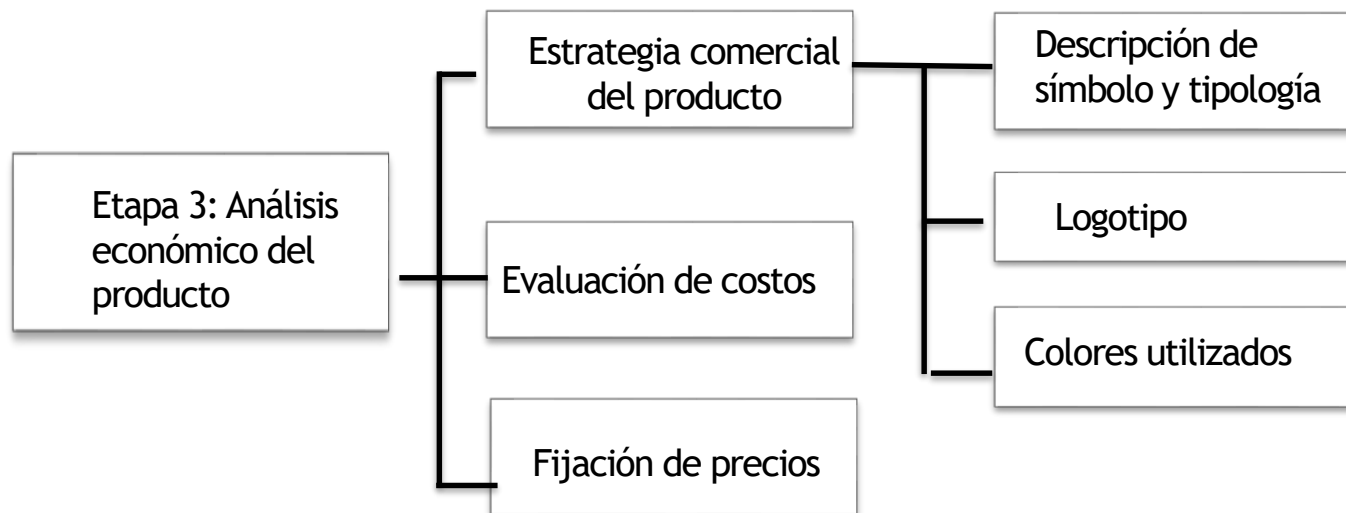 Etapa 3: Análisis
económico del
producto
Estrategia comercial
del producto
Evaluación de costos
Fijación de precios
Descripción de
símbolo y tipología
Logotipo
Colores utilizados